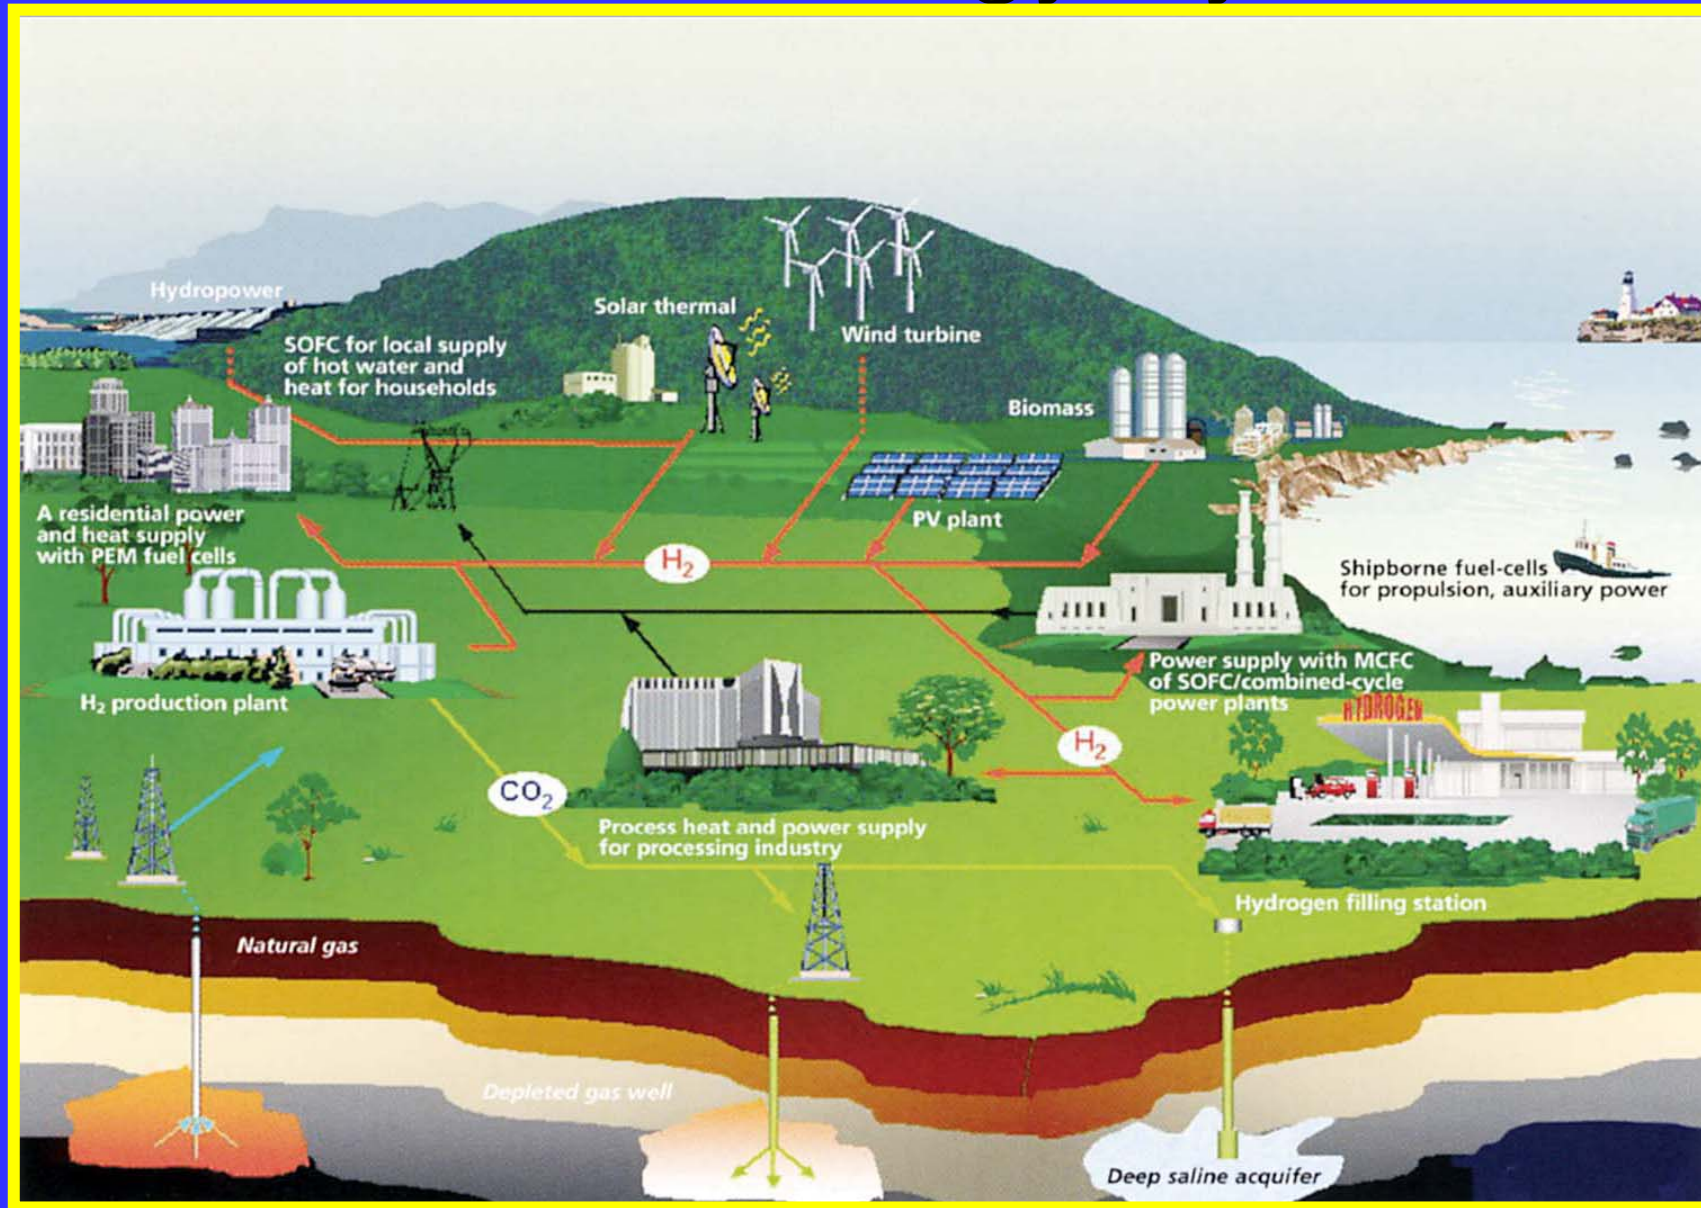 Hydropower
Solar thermal
Wind turbine
SOFC for local supply
of hot water and
heat for households
Biomass
A residential power
and heat supply
with PEM fuel cells
PV plant
H₂
Shipborne fuel-cells
for propulsion, auxiliary power
H₂ production plant
Power supply with MCFC
of SOFC/combined-cycle
power plants
HYDROGEN
H₂
CO₂
Process heat and power supply
for processing industry
Hydrogen filling station
Natural gas
Depleted gas well
Deep saline acquifer